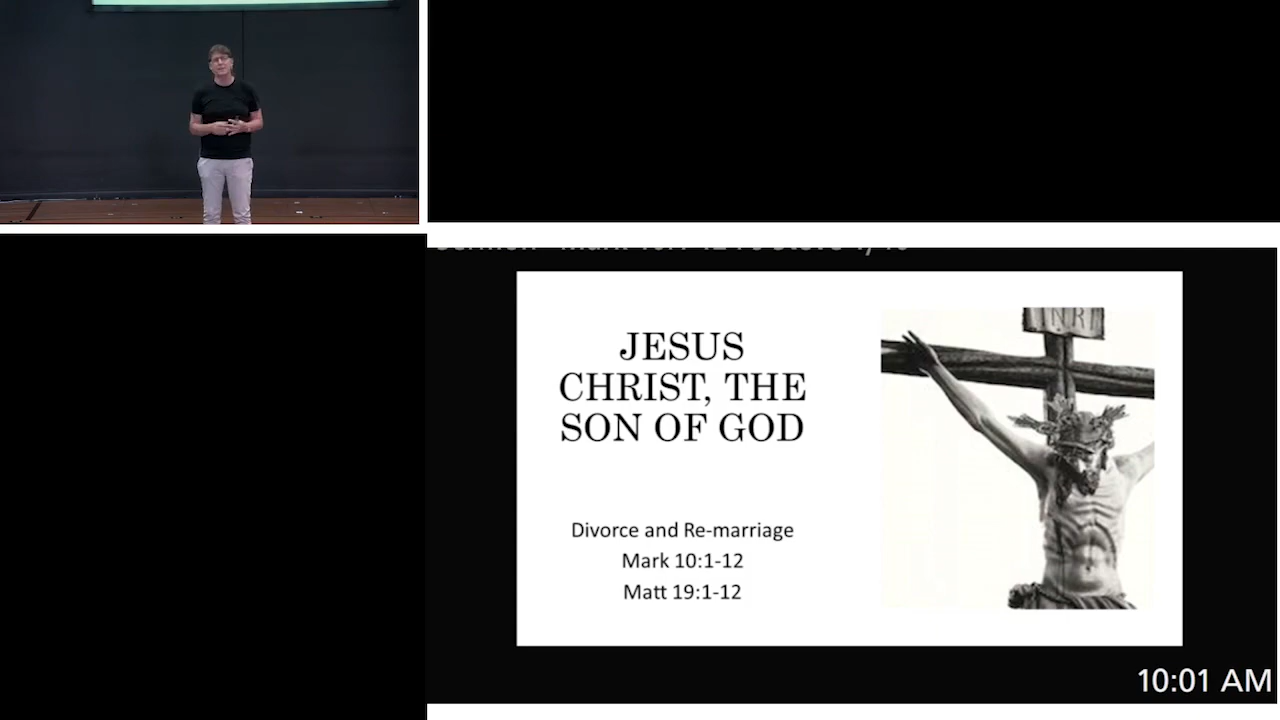 JESUS
CHRIST, THE
SON OF GOD
INRI
Divorce and Re-marriage
Mark 10:1-12
Matt 19:1-12
10:01 AM